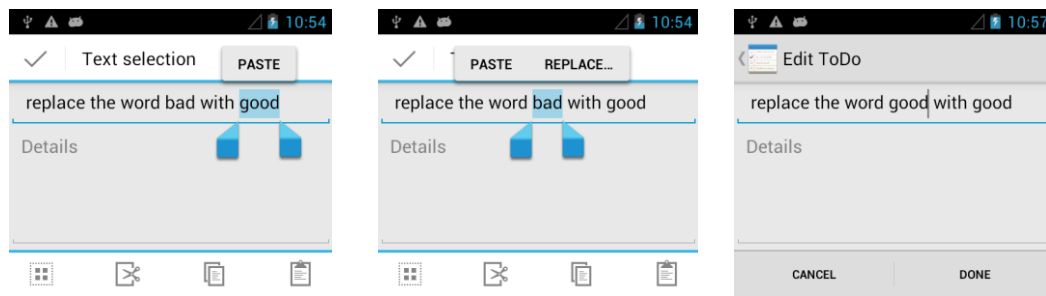 10:54
Text selection
PASTE
replace the word bad with good
Details
10:54
PASTE REPLACE...
replace the word bad with good
Details
10:57
Edit ToDo
replace the word good with good
Details
CANCEL DONE